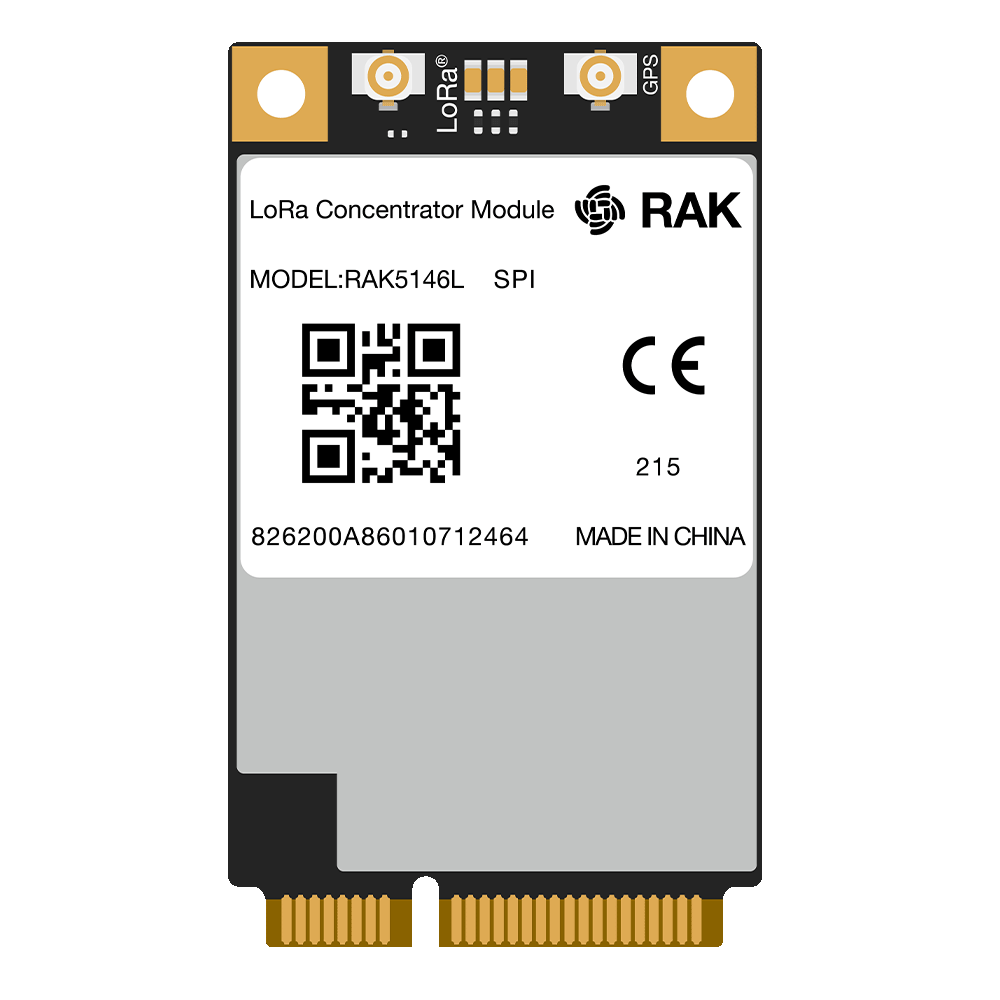 LoRa®
GPS
LoRa Concentrator Module
RAK
MODEL:RAK5146L SPI
CE
215
826200A86010712464
MADE IN CHINA